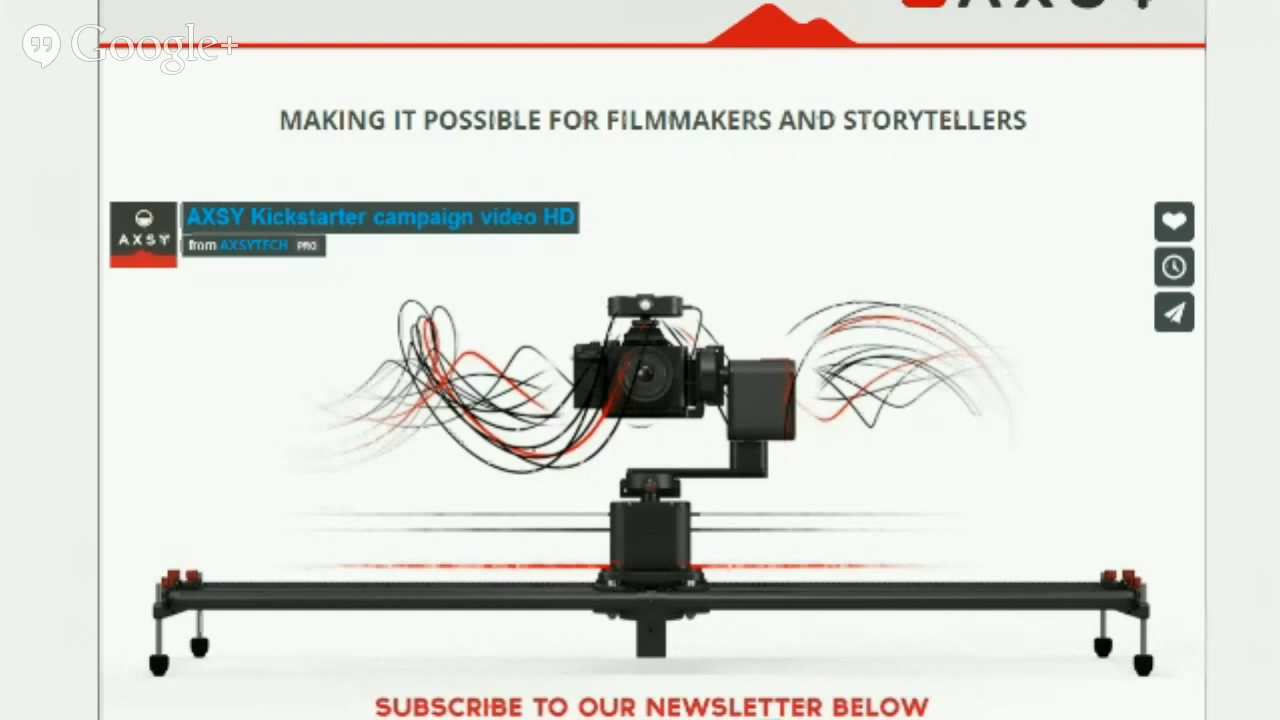 Google+
MAKING IT POSSIBLE FOR FILMMAKERS AND STORYTELLERS
AXSY Kickstarter campaign video HD
AXSY
from AXSYTECH PRO
SUBSCRIBE TO OUR NEWSLETTER BELOW